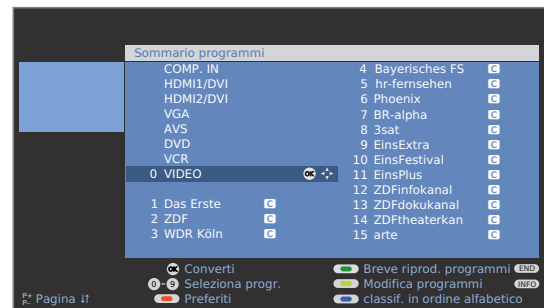 Sommario programmi
COMP. IN
HDMI1/DVI
HDMI2/DVI
VGA
AVS
DVD
VCR
0 VIDEO OK
1 Das Erste C
2 ZDF C
3 WDR Köln C
4 Bayerisches FS C
5 hr-fernsehen C
6 Phoenix C
7 BR-alpha C
8 3sat C
9 EinsExtra C
10 EinsFestival C
11 EinsPlus C
12 ZDFinfokanal C
13 ZDFdokukanal C
14 ZDFtheaterkan C
15 arte C
OK Converti
0-9 Seleziona progr.
P+ P- Pagina ↓↑
Preferiti
Breve riprod. programmi END
Modifica programmi INFO
classif. in ordine alfabetico